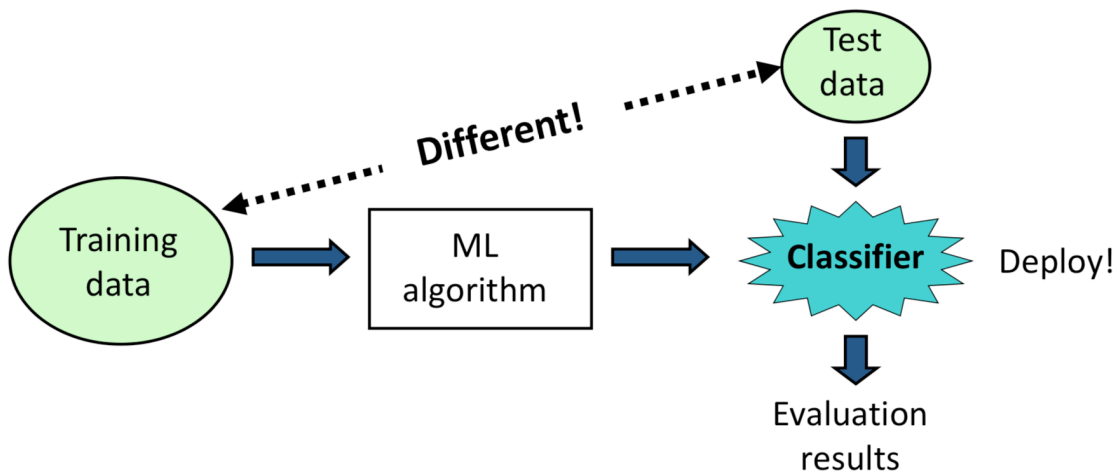 Test
data
Different!
Training
data
ML
algorithm
Classifier
Deploy!
Evaluation
results